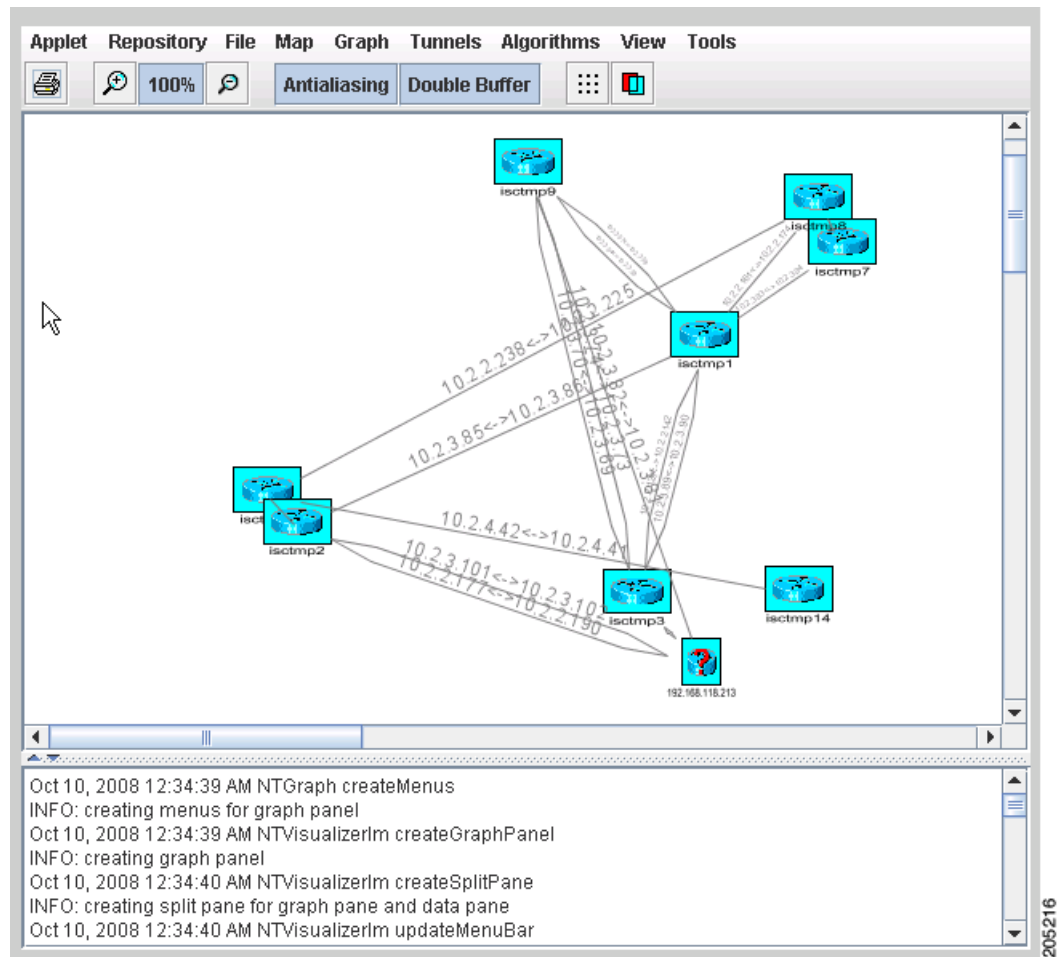 Applet Repository File Map Graph Tunnels Algorithms View Tools
100% Antialiasing Double Buffer
isctmp9
isctmp8
isctmp7
isctmp1
10.2.2.238<->10.2.2.225
10.2.3.85<->10.2.3.86
isctmp2
10.2.4.42<->10.2.4.41
10.2.3.101<->10.2.3.102
10.2.2.177<->10.2.2.190
isctmp3
isctmp14
192.168.118.213
Oct 10, 2008 12:34:39 AM NTGraph createMenus
INFO: creating menus for graph panel
Oct 10, 2008 12:34:39 AM NTVisualizerIm createGraphPanel
INFO: creating graph panel
Oct 10, 2008 12:34:40 AM NTVisualizerIm createSplitPane
INFO: creating split pane for graph pane and data pane
Oct 10, 2008 12:34:40 AM NTVisualizerIm updateMenuBar
205216